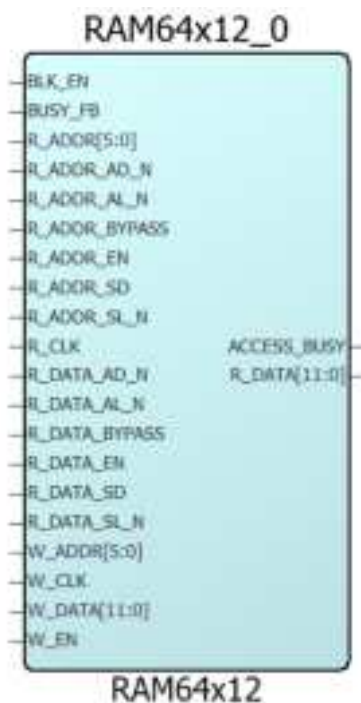 RAM64x12_0
BLK_EN
BUSY_FB
R_ADDR[5:0]
R_ADDR_AD_N
R_ADDR_AL_N
R_ADDR_BYPASS
R_ADDR_EN
R_ADDR_SD
R_ADDR_SL_N
R_CLK
ACCESS_BUSY
R_DATA_AD_N
R_DATA[11:0]
R_DATA_AL_N
R_DATA_BYPASS
R_DATA_EN
R_DATA_SD
R_DATA_SL_N
W_ADDR[5:0]
W_CLK
W_DATA[11:0]
W_EN
RAM64x12